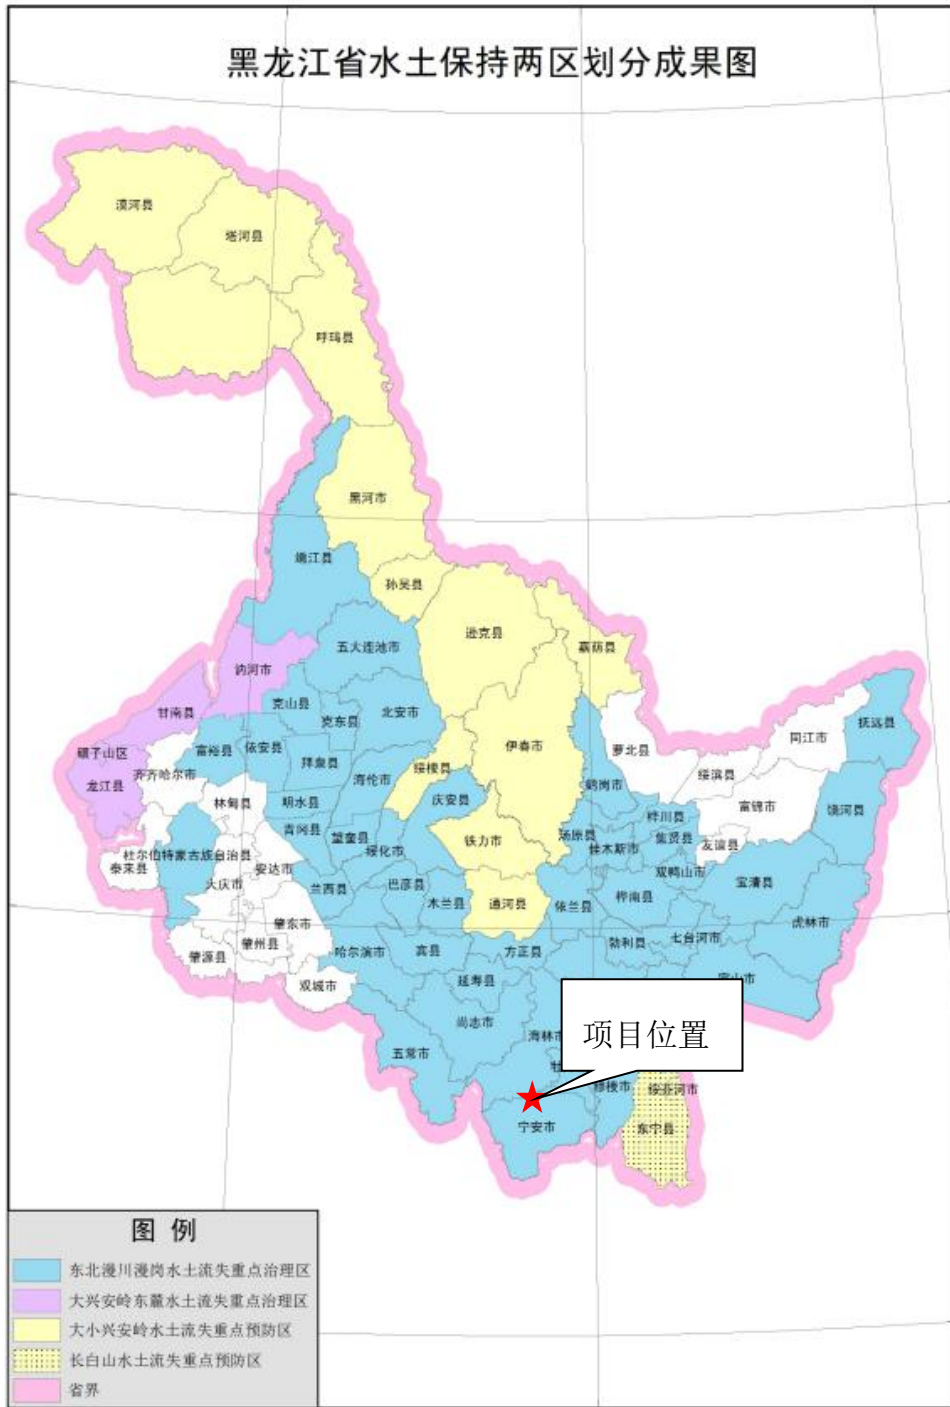 黑龙江省水土保持两区划分成果图
漠河县
塔河县
呼玛县
黑河市
嫩江县
孙吴县
逊克县
嘉荫县
五大连池市
讷河市
克山县
甘南县
克东县
北安市
伊春市
萝北县
同江市
抚远县
碾子山区
富裕县
依安县
拜泉县
绥棱县
齐齐哈尔市
海伦市
绥滨县
龙江县
鹤岗市
林甸县
明水县
庆安县
富锦市
饶河县
青冈县
望奎县
铁力市
汤原县
桦川县
集贤县
友谊县
绥化市
佳木斯市
杜尔伯特蒙古族自治县
泰来县
安达市
双鸭山市
大庆市
兰西县
巴彦县
木兰县
通河县
依兰县
桦南县
宝清县
肇东市
虎林市
肇州县
肇源县
哈尔滨市
宾县
方正县
勃利县
七台河市
双城市
延寿县
尚志市
海林市
项目位置
五常市
穆棱市
绥芬河市
宁安市
东宁县
图 例
东北漫川漫岗水土流失重点治理区
大兴安岭东麓水土流失重点治理区
大小兴安岭水土流失重点预防区
长白山水土流失重点预防区
省界